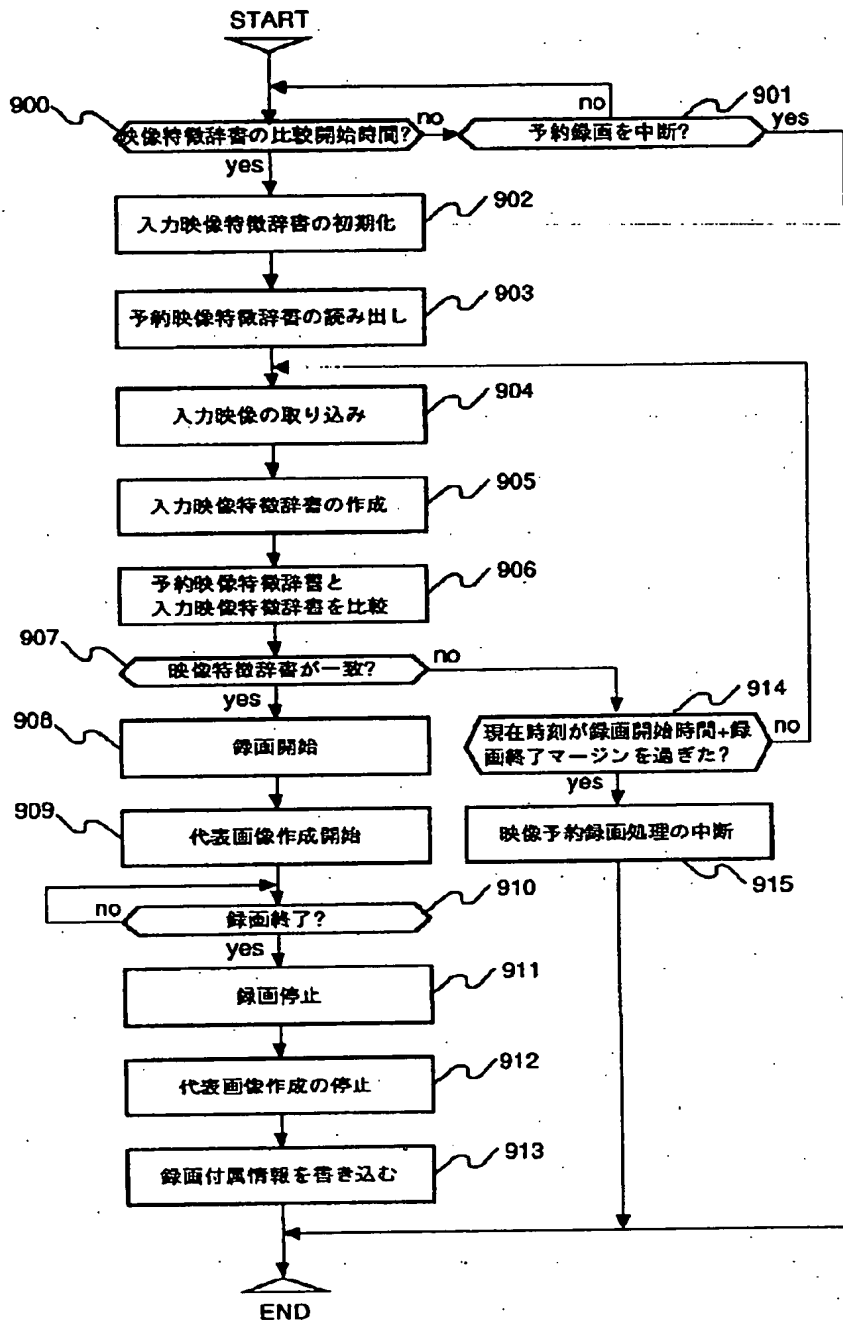 START
900
映像特徴辞書の比較開始時間?
no
no
901
予約録画を中断?
yes
yes
902
入力映像特徴辞書の初期化
903
予約映像特徴辞書の読み出し
904
入力映像の取り込み
905
入力映像特徴辞書の作成
906
予約映像特徴辞書と
入力映像特徴辞書を比較
907
映像特徴辞書が一致?
no
yes
914
現在時刻が録画開始時間+録
画終了マージンを過ぎた?
no
yes
908
録画開始
909
代表画像作成開始
映像予約録画処理の中断
915
910
no
録画終了?
yes
911
録画停止
912
代表画像作成の停止
913
録画付属情報を書き込む
END